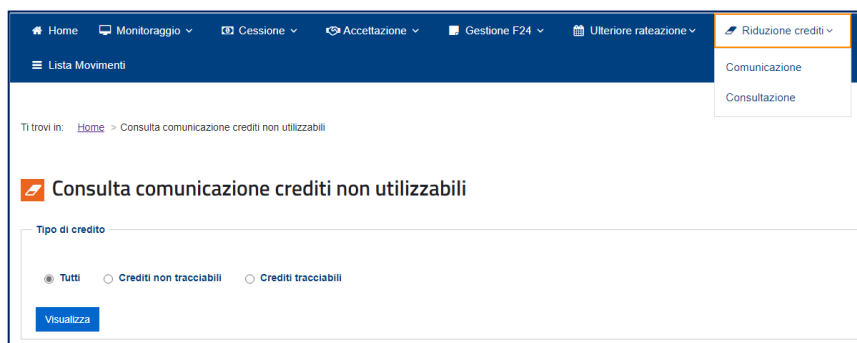 Home Monitoraggio Cessione Accettazione Gestione F24 Ulteriore rateazione Riduzione crediti
Lista Movimenti
Comunicazione
Consultazione
Ti trovi in: Home > Consulta comunicazione crediti non utilizzabili
Consulta comunicazione crediti non utilizzabili
Tipo di credito
Tutti Crediti non tracciabili Crediti tracciabili
Visualizza